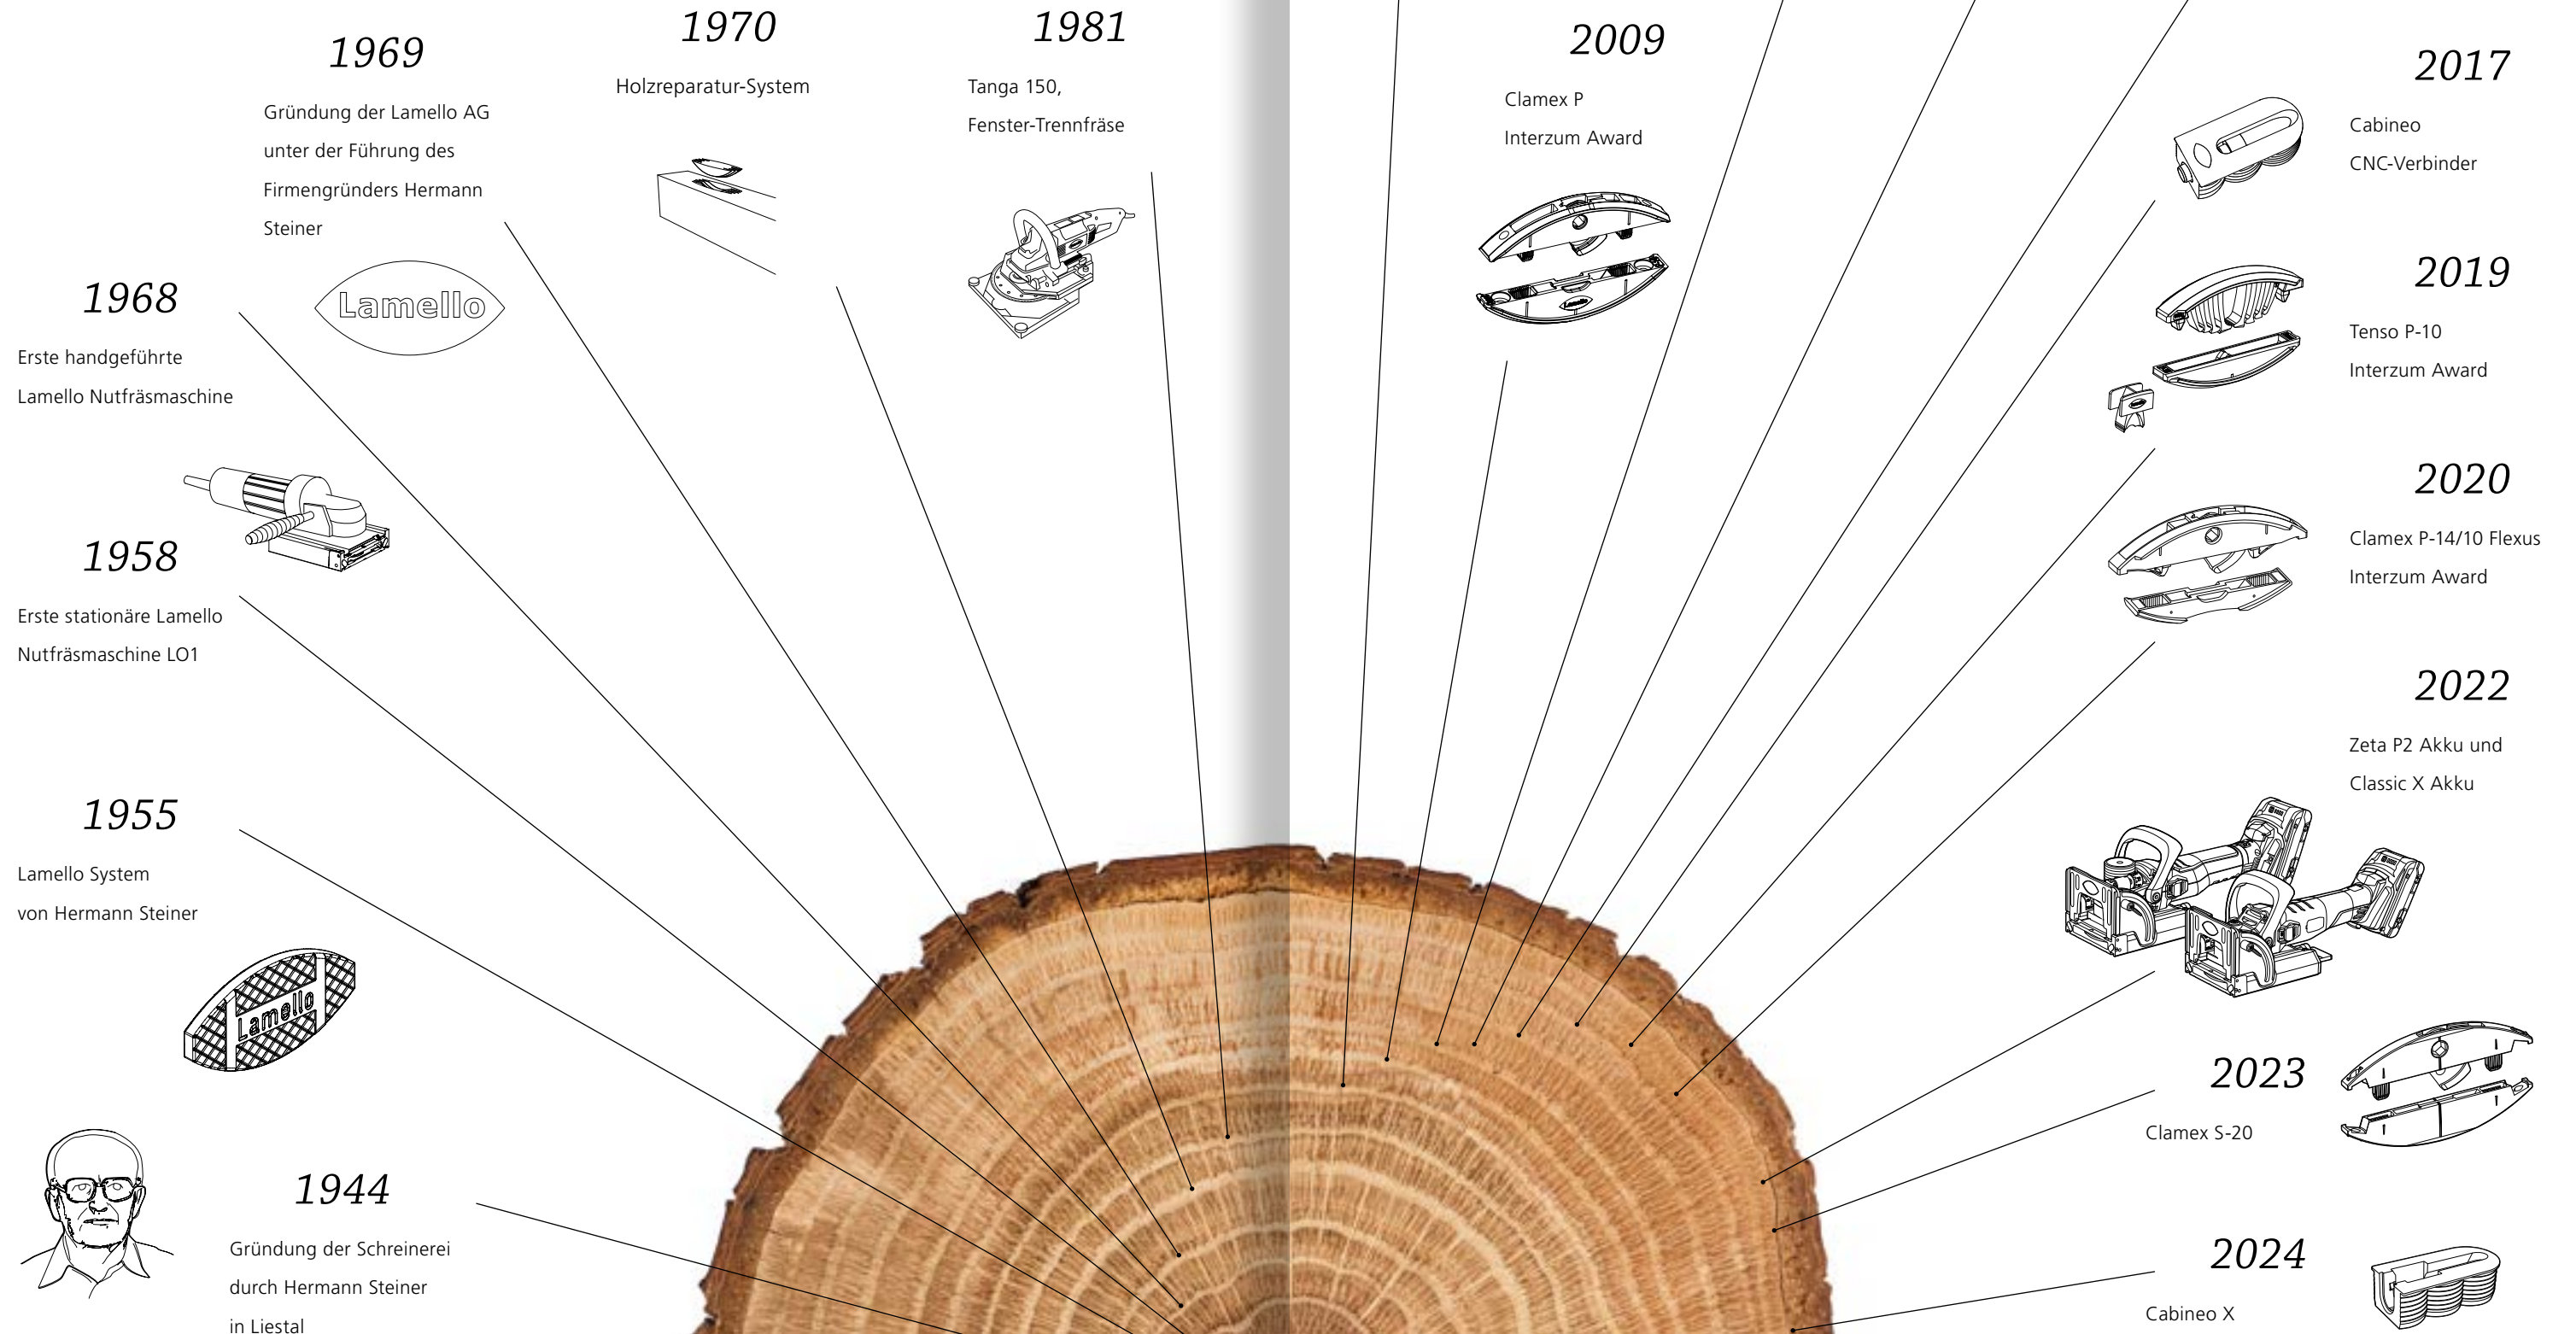 1944
Gründung der Schreinerei
durch Hermann Steiner
in Liestal
1955
Lamello System
von Hermann Steiner
Lamello
1958
Erste stationäre Lamello
Nutfräsmaschine LO1
1968
Erste handgeführte
Lamello Nutfräsmaschine
1969
Gründung der Lamello AG
unter der Führung des
Firmengründers Hermann
Steiner
Lamello
1970
Holzreparatur-System
1981
Tanga 150,
Fenster-Trennfräse
2009
Clamex P
Interzum Award
Lamello
2017
Cabineo
CNC-Verbinder
2019
Tenso P-10
Interzum Award
2020
Clamex P-14/10 Flexus
Interzum Award
2022
Zeta P2 Akku und
Classic X Akku
2023
Clamex S-20
2024
Cabineo X